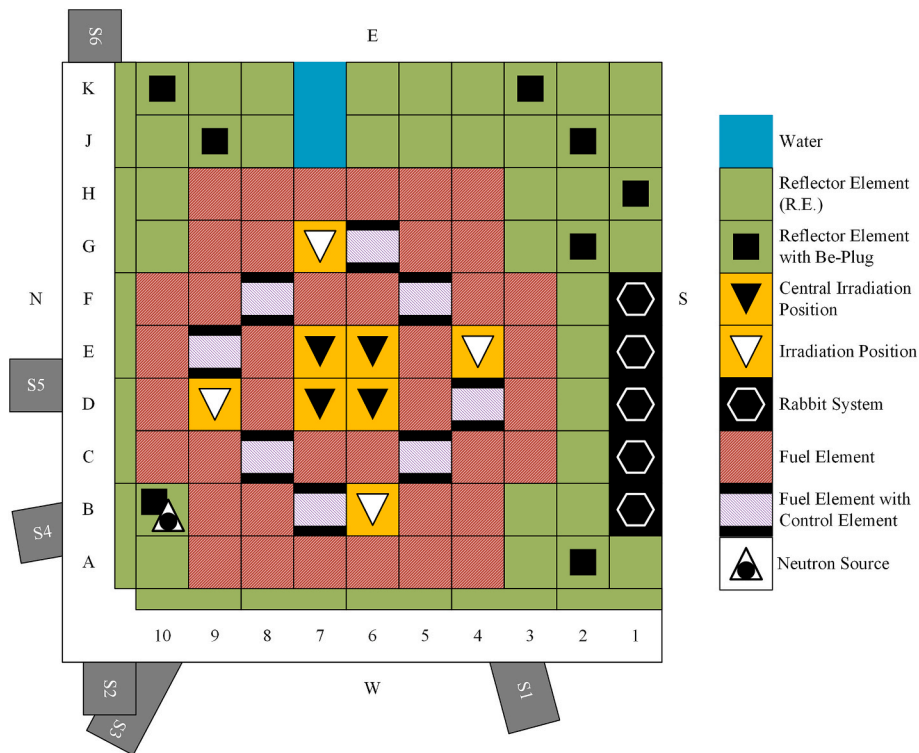 S6
E
K
J
H
G
N
F
S
E
S5
D
C
S4
B
A
10 9 8 7 6 5 4 3 2 1
S2
W
S1
S3
Water
Reflector Element
(R.E.)
Reflector Element
with Be-Plug
Central Irradiation
Position
Irradiation Position
Rabbit System
Fuel Element
Fuel Element with
Control Element
Neutron Source